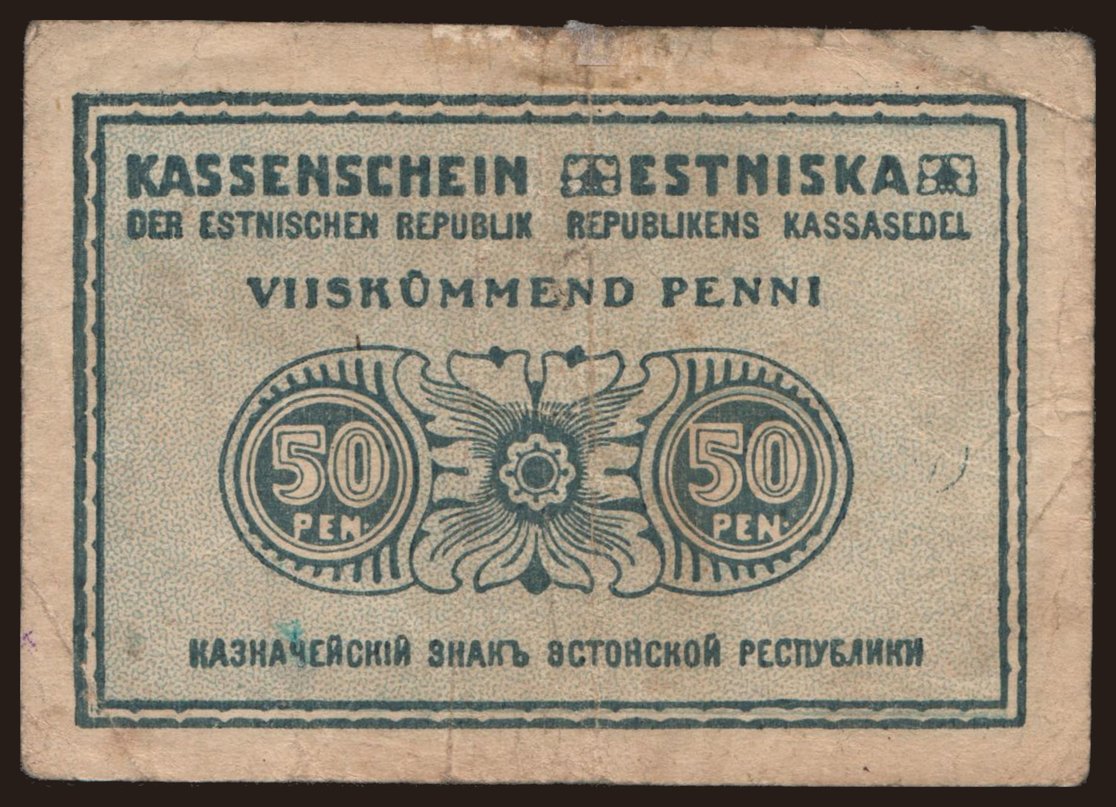 KASSENSCHEIN ESTNISKA
DER ESTNISCHEN REPUBLIK REPUBLIKENS KASSASEDEL
VIISKÜMMEND PENNI
50 50
PEN. PEN.
КАЗНАЧЕЙСКІЙ ЗНАКЪ ЭСТОНСКОЙ РЕСПУБЛИКИ